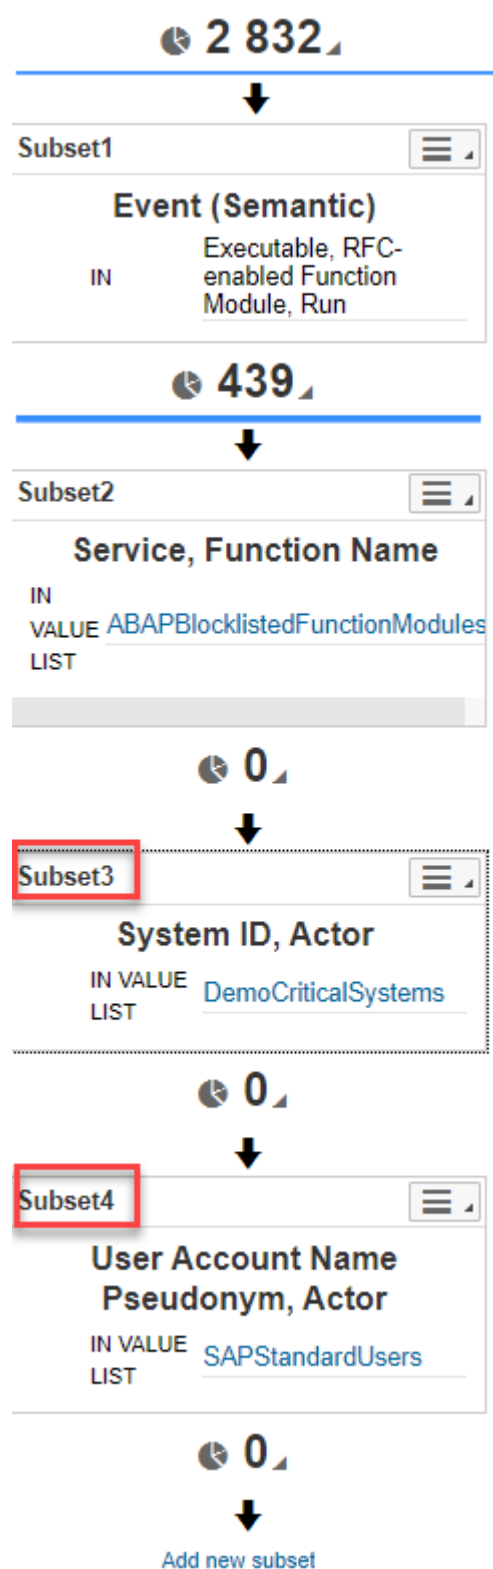 2 832
Subset1
Event (Semantic)
IN
Executable, RFC-
enabled Function
Module, Run
439
Subset2
Service, Function Name
IN
VALUE
LIST
ABAPBlocklistedFunctionModules
0
Subset3
System ID, Actor
IN VALUE
LIST
DemoCriticalSystems
0
Subset4
User Account Name
Pseudonym, Actor
IN VALUE
LIST
SAPStandardUsers
0
Add new subset